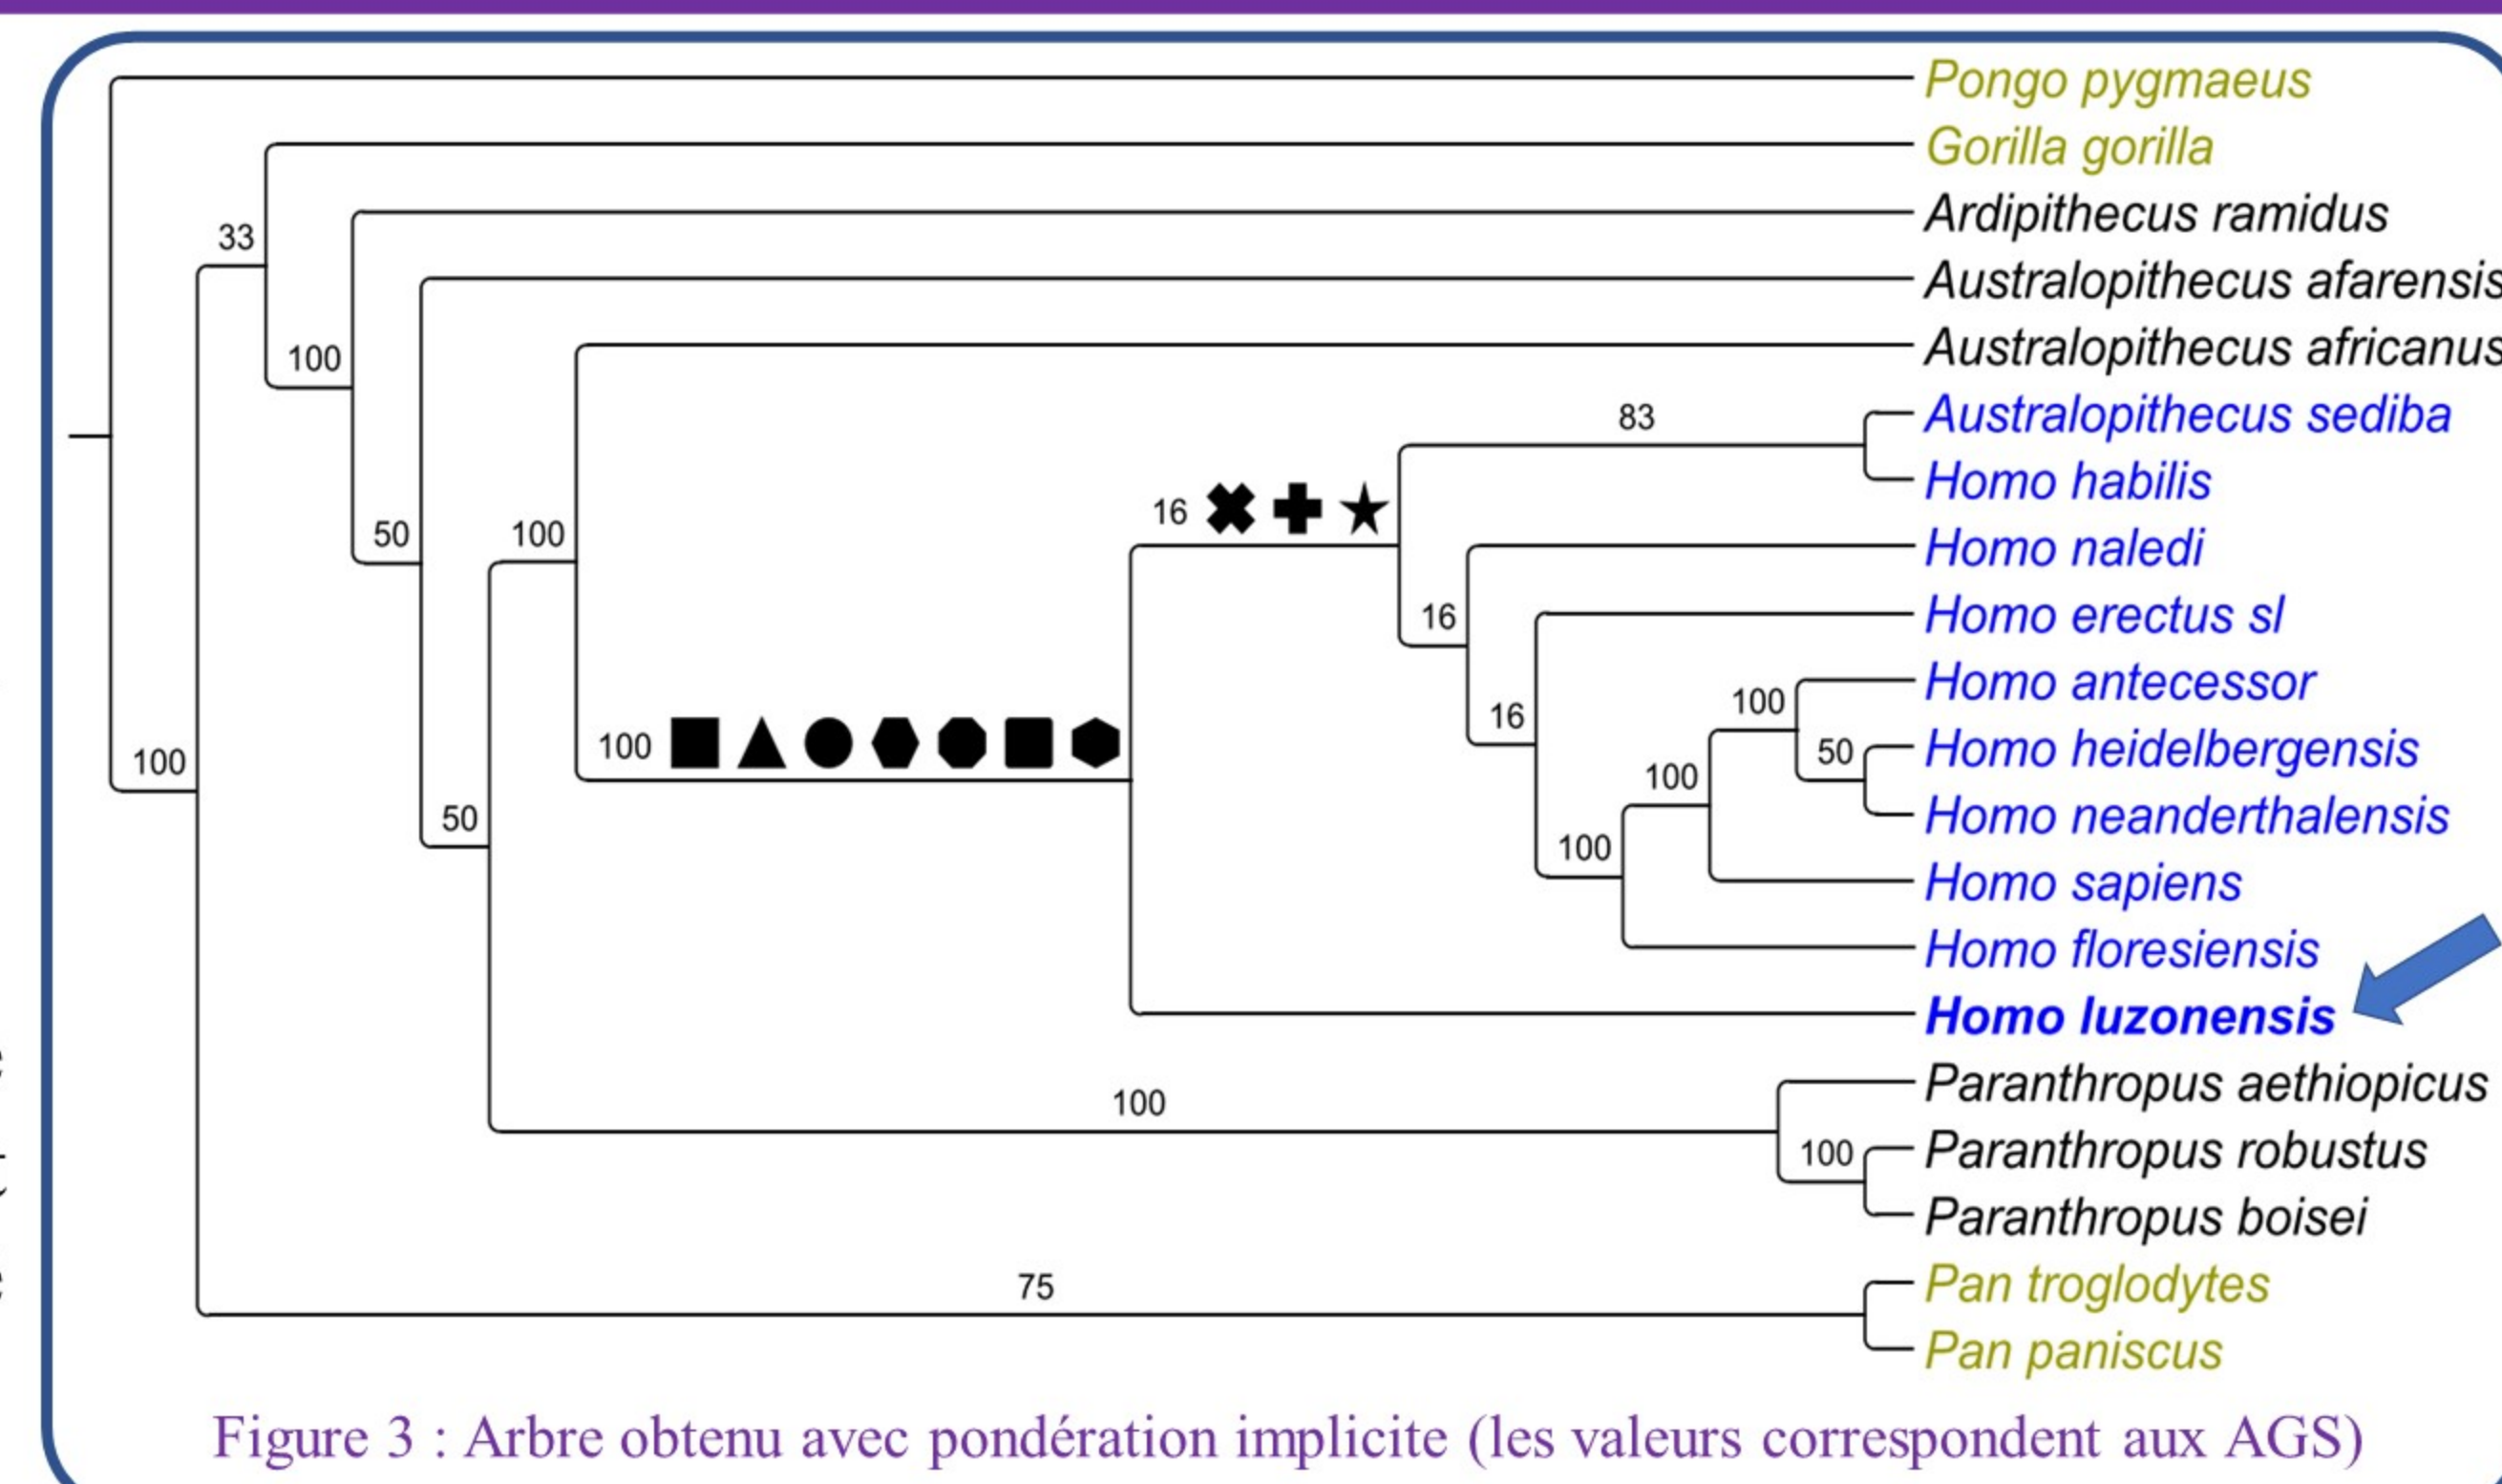 Pongo pygmaeus
Gorilla gorilla
33
Ardipithecus ramidus
Australopithecus afarensis
100
Australopithecus africanus
83
Australopithecus sediba
Homo habilis
16
50
100
Homo naledi
16
Homo erectus sl
100
Homo antecessor
16
100
100
50
Homo heidelbergensis
100
100
Homo neanderthalensis
50
Homo sapiens
100
Homo floresiensis
Homo luzonensis
100
Paranthropus aethiopicus
100
Paranthropus robustus
Paranthropus boisei
75
Pan troglodytes
Pan paniscus
Figure 3 : Arbre obtenu avec pondération implicite (les valeurs correspondent aux AGS)